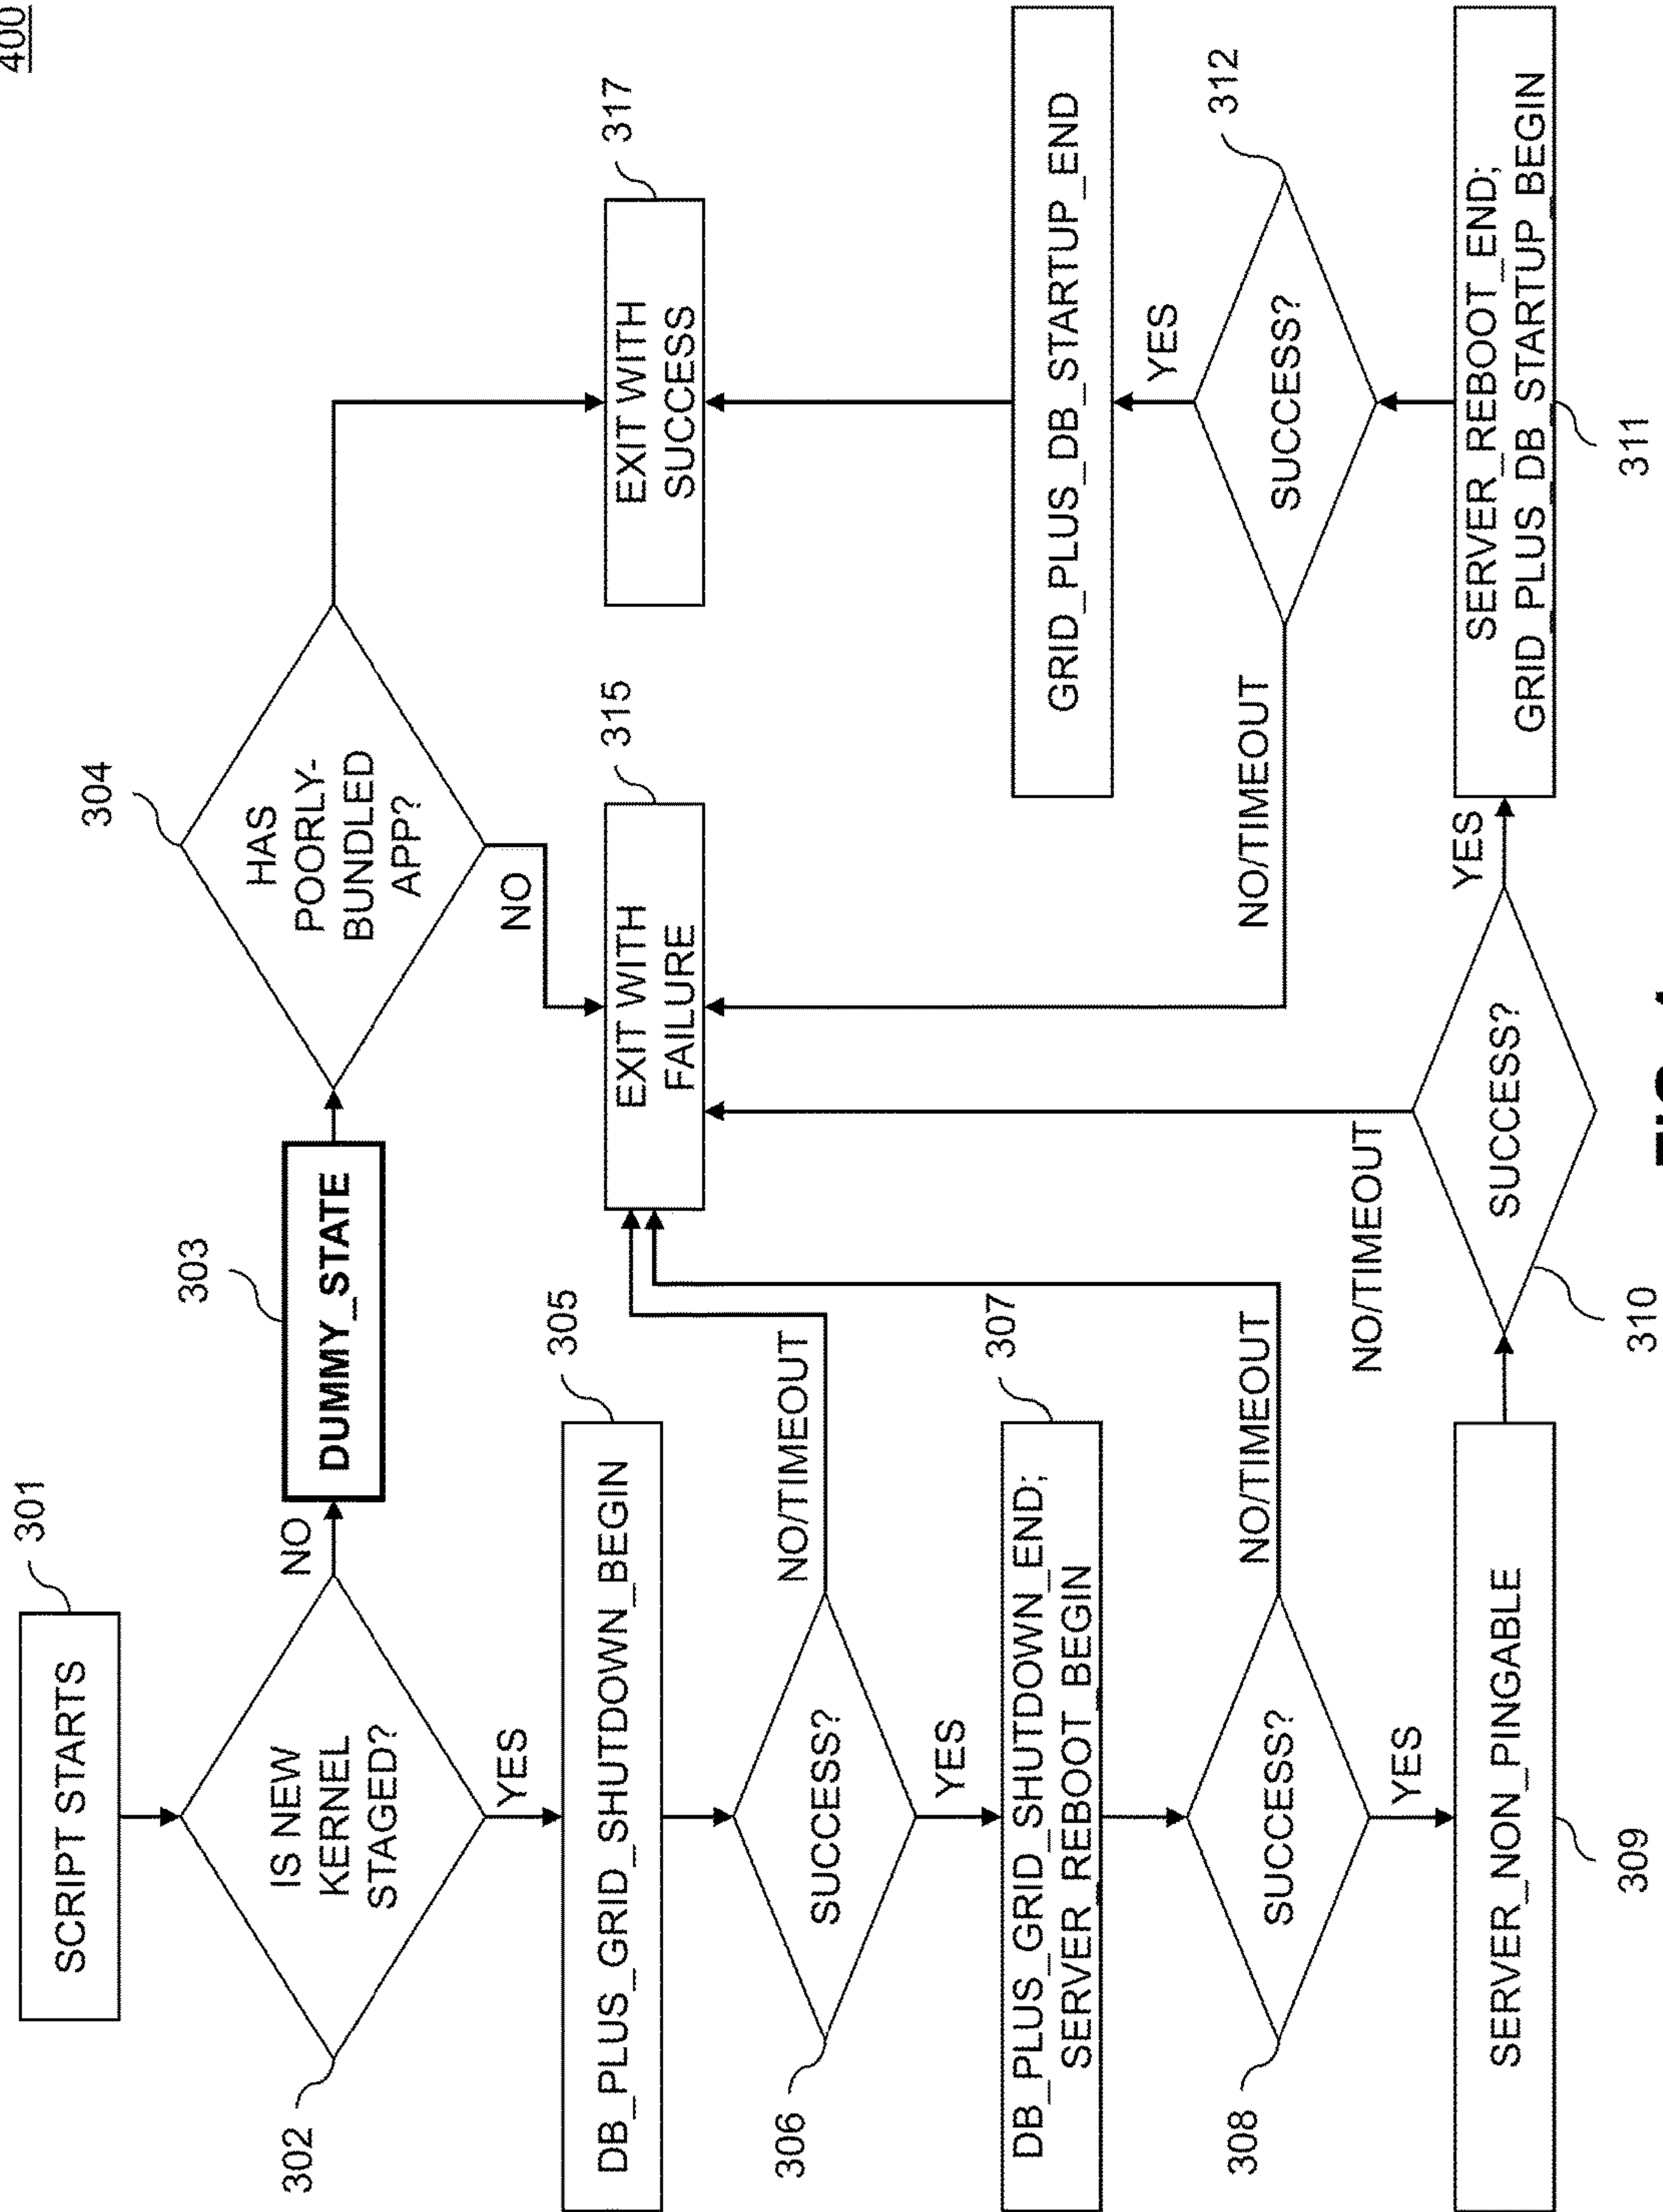 400
301
SCRIPT STARTS
302
IS NEW
KERNEL
STAGED?
NO
YES
303
DUMMY_STATE
304
HAS
POORLY-
BUNDLED
APP?
NO
305
DB_PLUS_GRID_SHUTDOWN_BEGIN
306
SUCCESS?
NO/TIMEOUT
YES
315
EXIT WITH
FAILURE
317
EXIT WITH
SUCCESS
307
DB_PLUS_GRID_SHUTDOWN_END;
SERVER_REBOOT_BEGIN
308
SUCCESS?
NO/TIMEOUT
YES
309
SERVER_NON_PINGABLE
310
SUCCESS?
NO/TIMEOUT
YES
311
SERVER_REBOOT_END;
GRID_PLUS_DB_STARTUP_BEGIN
312
SUCCESS?
NO/TIMEOUT
YES
GRID_PLUS_DB_STARTUP_END